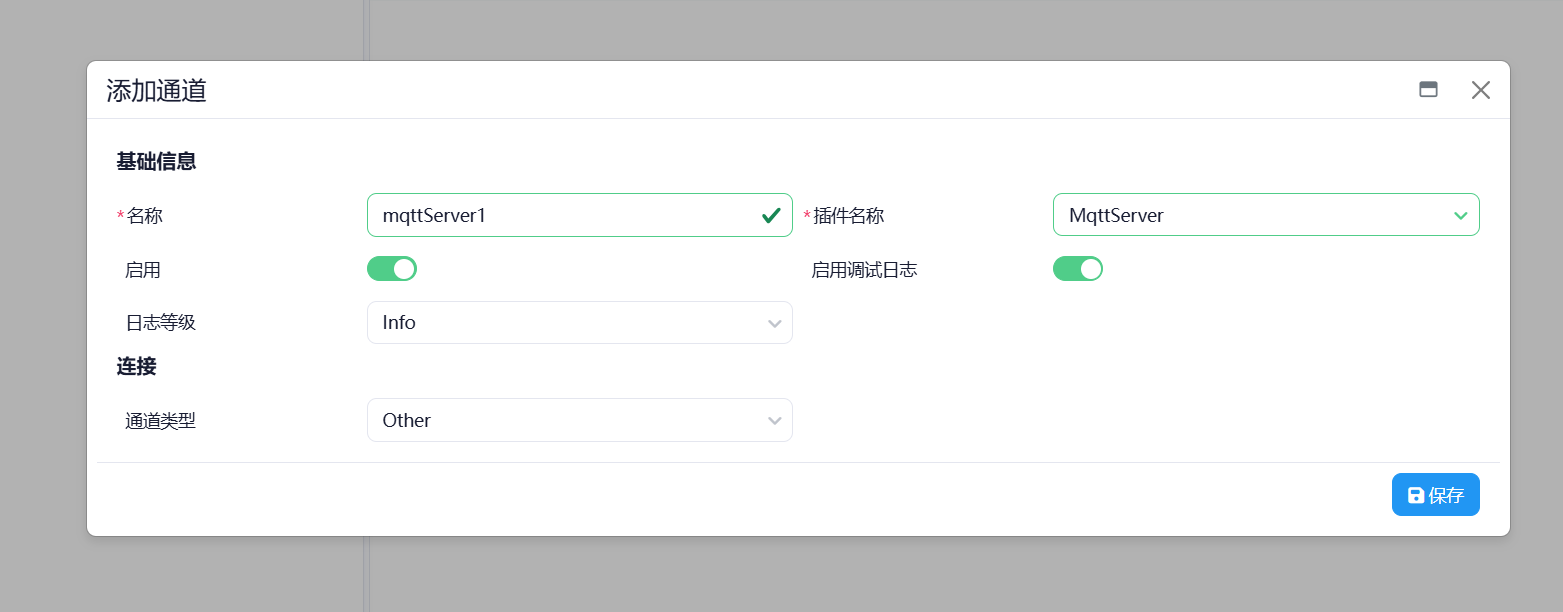 添加通道
基础信息
*名称 mqttServer1 *插件名称 MqttServer
启用 启用调试日志
日志等级 Info
连接
通道类型 Other
保存